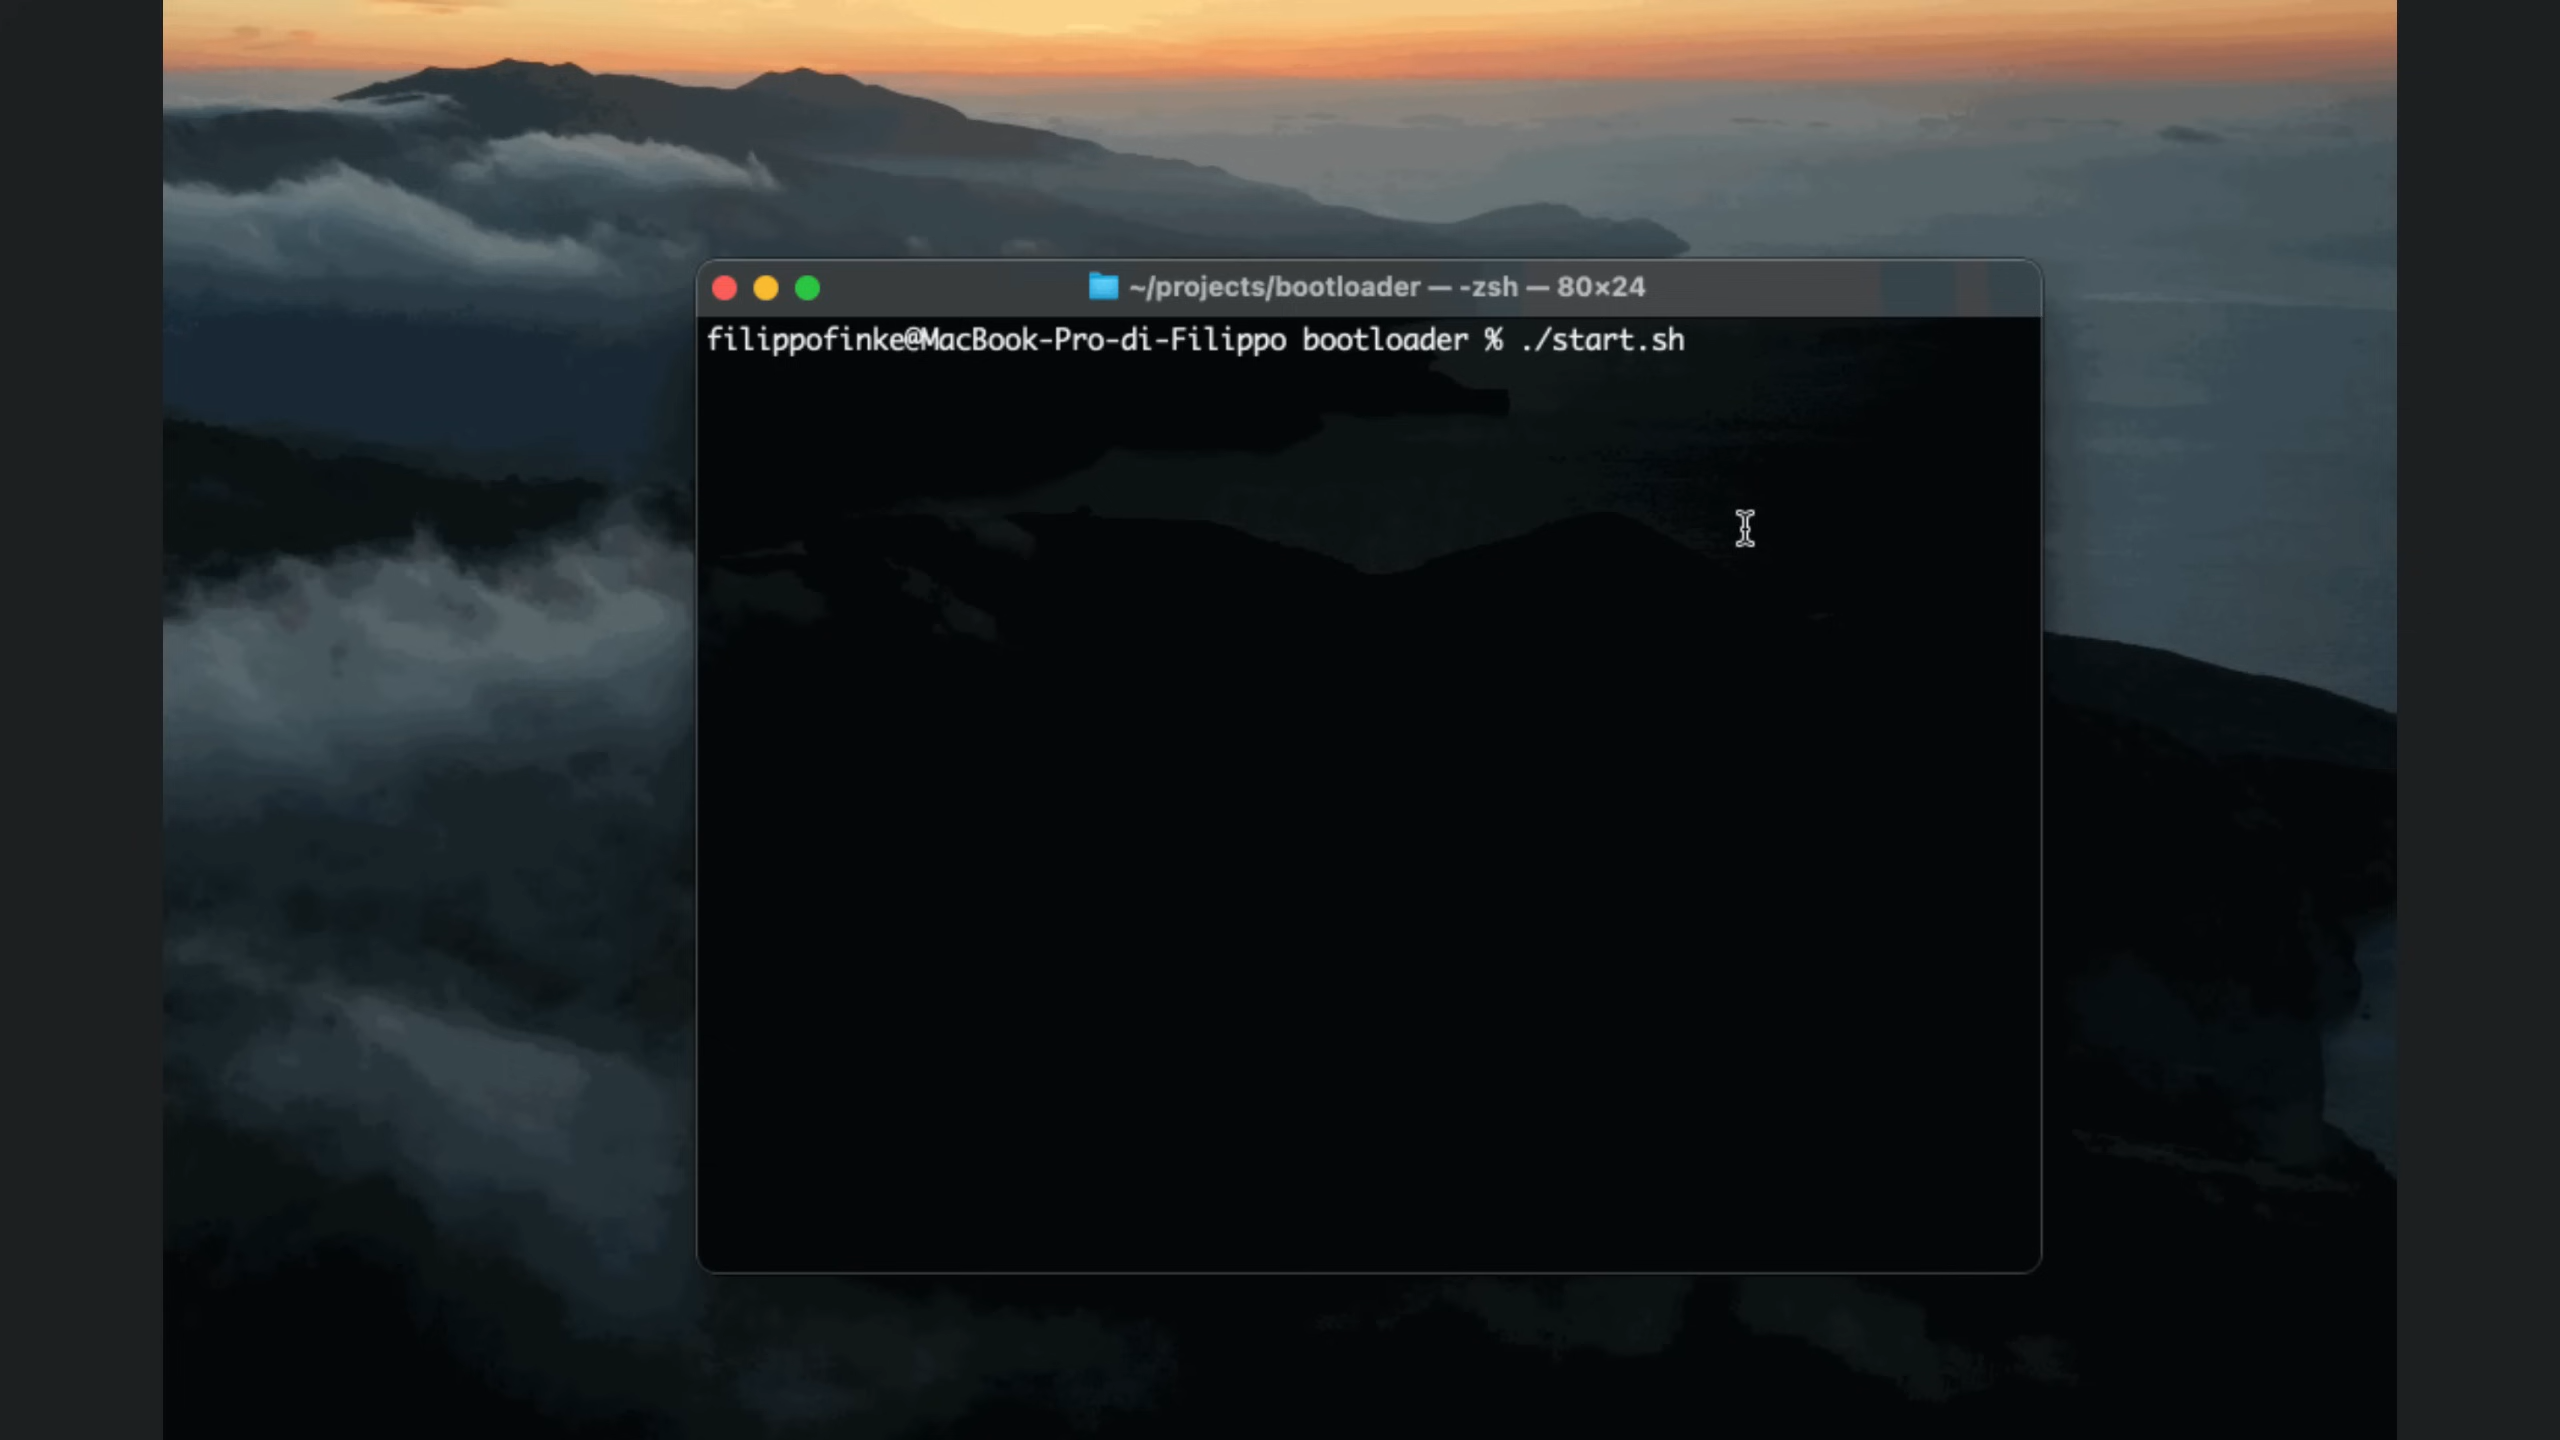 ~/projects/bootloader — -zsh — 80×24
filippofinke@MacBook-Pro-di-Filippo bootloader % ./start.sh